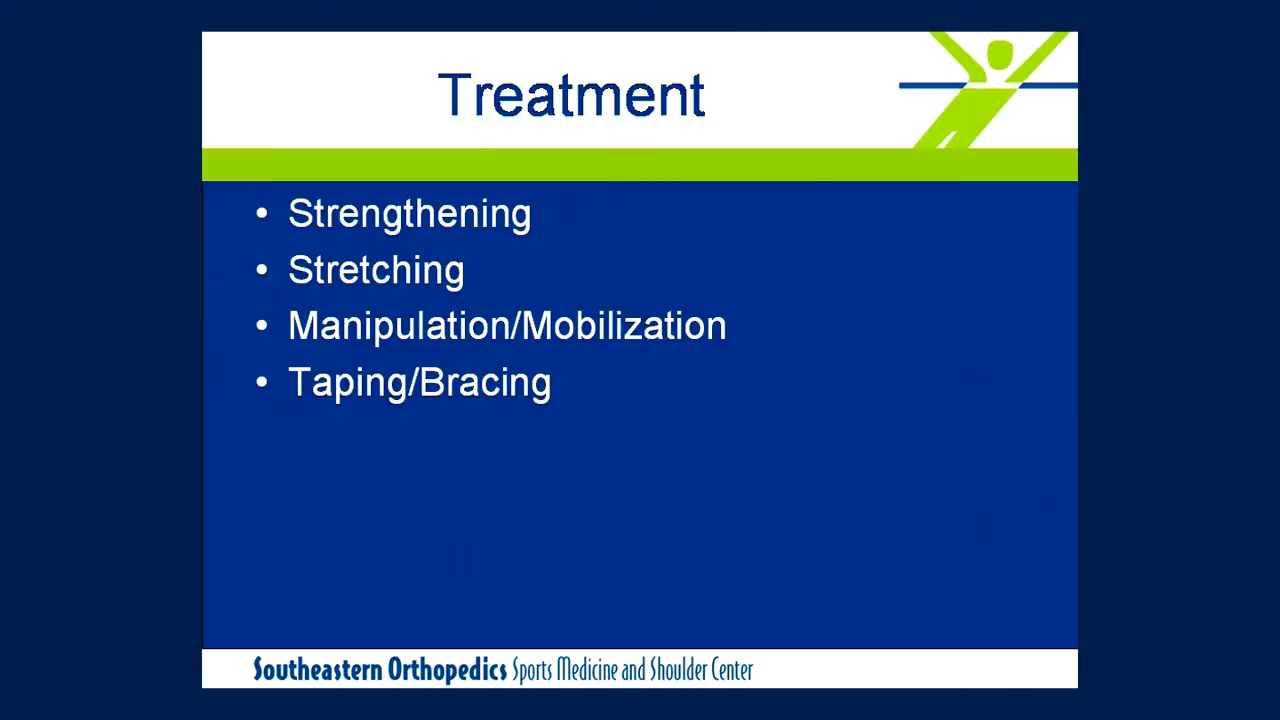 Treatment
• Strengthening
• Stretching
• Manipulation/Mobilization
• Taping/Bracing
Southeastern Orthopedics Sports Medicine and Shoulder Center